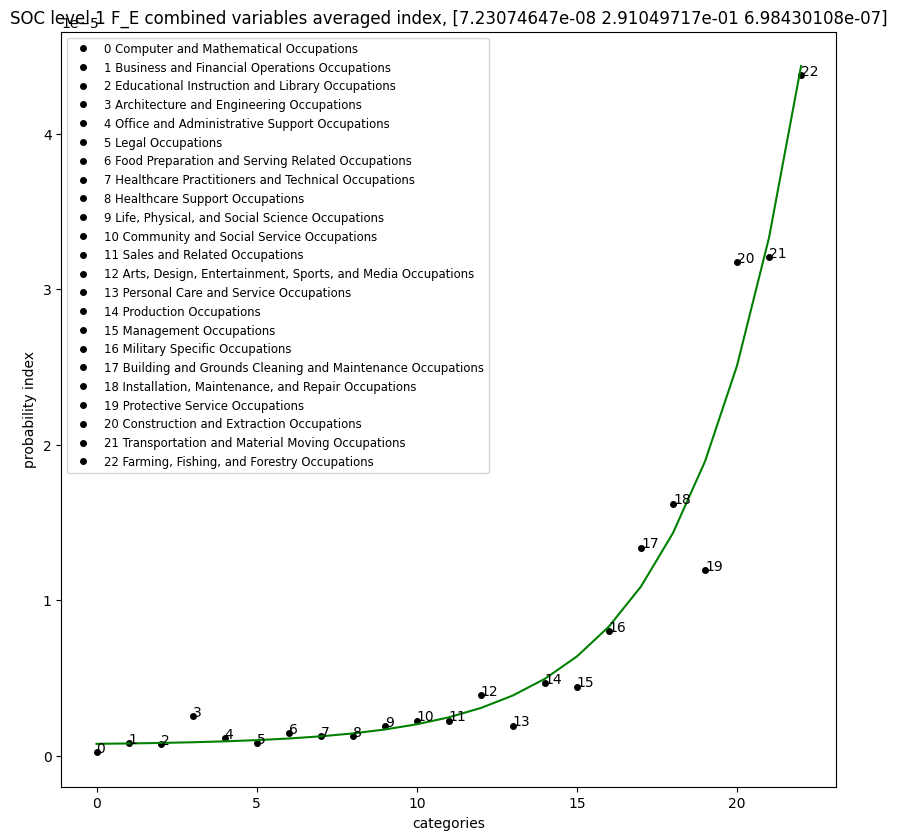 SOC level 1 F_E combined variables averaged index, [7.23074647e-08 2.91049717e-01 6.98430108e-07]
1e−5
0 Computer and Mathematical Occupations
1 Business and Financial Operations Occupations
2 Educational Instruction and Library Occupations
3 Architecture and Engineering Occupations
4 Office and Administrative Support Occupations
5 Legal Occupations
6 Food Preparation and Serving Related Occupations
7 Healthcare Practitioners and Technical Occupations
8 Healthcare Support Occupations
9 Life, Physical, and Social Science Occupations
10 Community and Social Service Occupations
11 Sales and Related Occupations
12 Arts, Design, Entertainment, Sports, and Media Occupations
13 Personal Care and Service Occupations
14 Production Occupations
15 Management Occupations
16 Military Specific Occupations
17 Building and Grounds Cleaning and Maintenance Occupations
18 Installation, Maintenance, and Repair Occupations
19 Protective Service Occupations
20 Construction and Extraction Occupations
21 Transportation and Material Moving Occupations
22 Farming, Fishing, and Forestry Occupations
probability index
4
3
2
1
0
0
1
2
3
4
5
6
7
8
9
10
11
12
13
14
15
16
17
18
19
20
21
22
0
5
10
15
20
categories